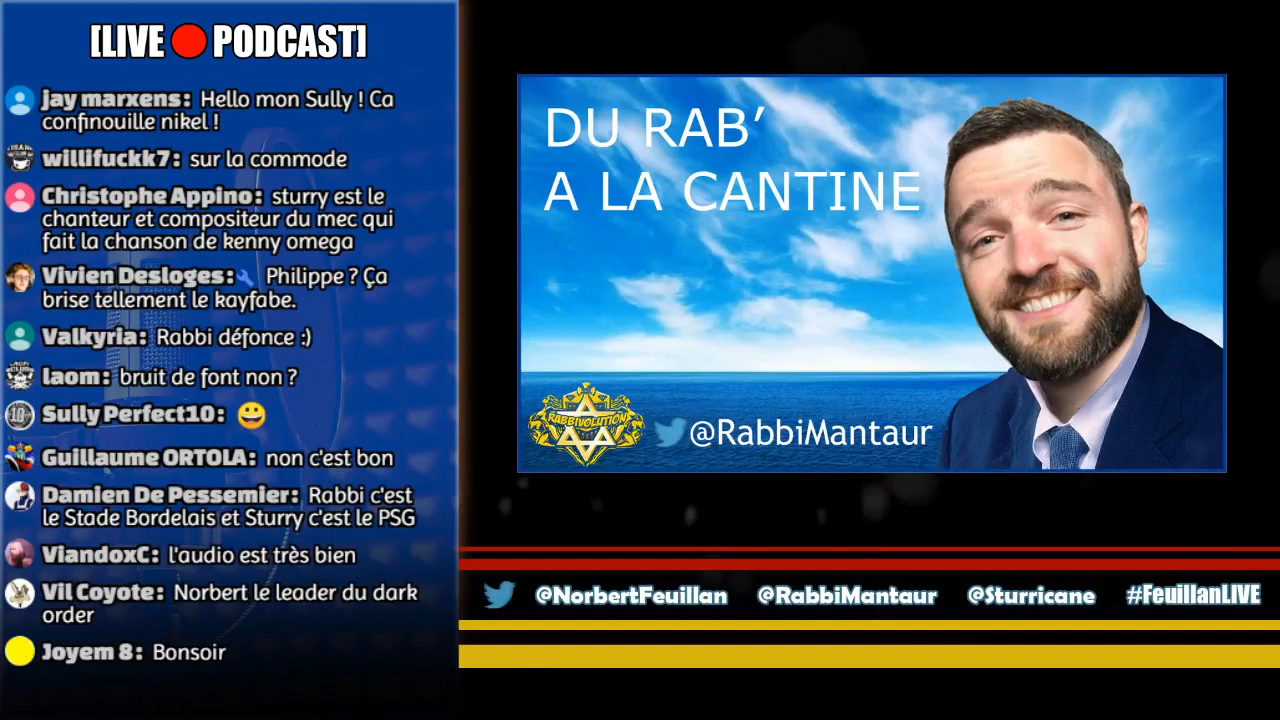 [LIVE PODCAST]
jay marxens: Hello mon Sully ! Ca
confinouille nikel !
willifuckk7: sur la commode
Christophe Appino: sturry est le
chanteur et compositeur du mec qui
fait la chanson de kenny omega
Vivien Desloges: Philippe ? Ça
brise tellement le kayfabe.
Valkyria: Rabbi défonce :)
laom: bruit de font non ?
Sully Perfect10: 😀
Guillaume ORTOLA: non c'est bon
Damien De Pessemier: Rabbi c'est
le Stade Bordelais et Sturry c'est le PSG
ViandoxC: l'audio est très bien
Vil Coyote: Norbert le leader du dark
order
Joyem 8: Bonsoir
DU RAB'
A LA CANTINE
RABBIVOLUTION
@RabbiMantaur
@NorbertFeuillan @RabbiMantaur @Sturricane #FeuillanLIVE